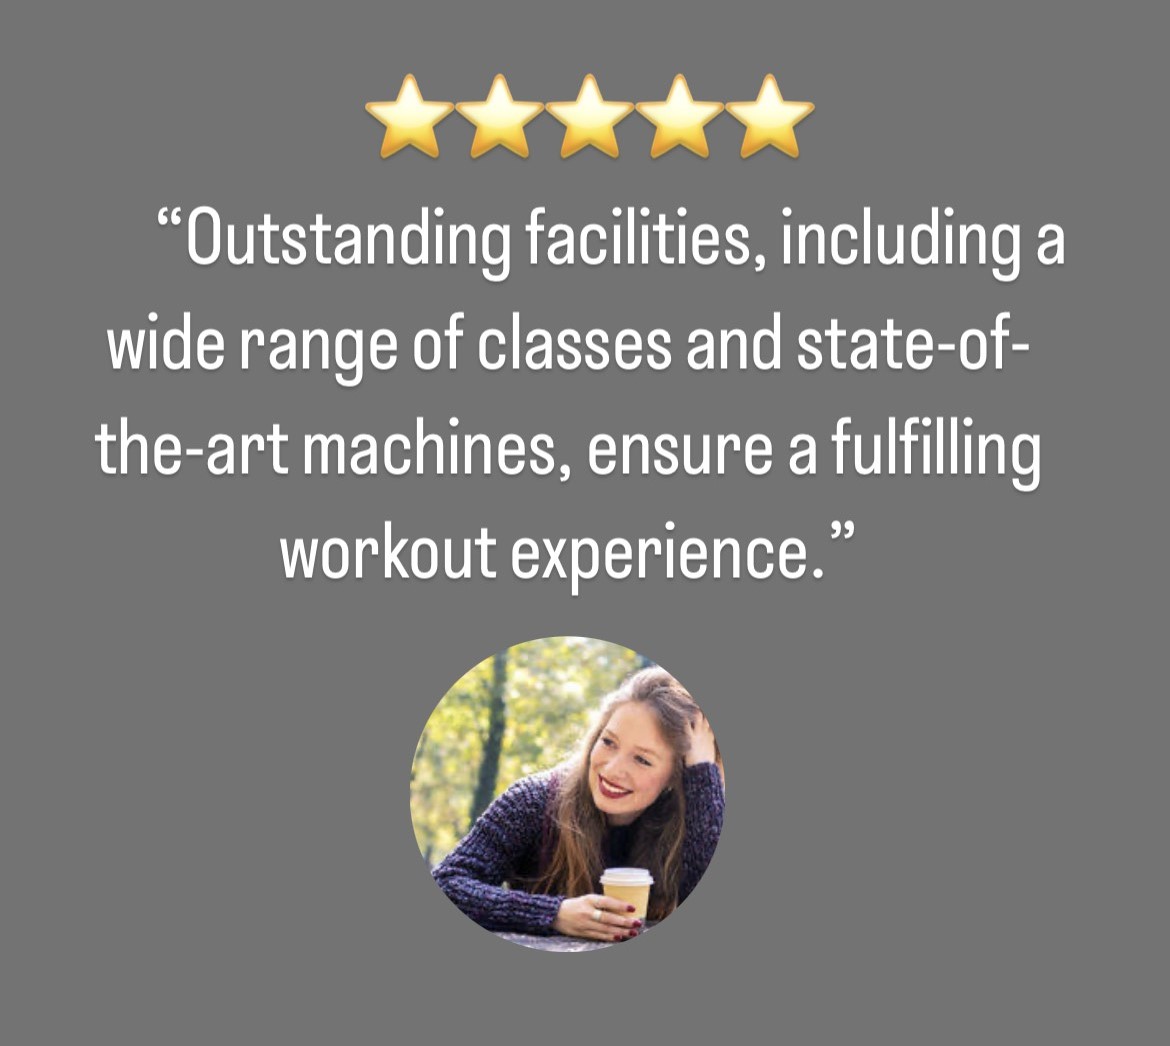 “Outstanding facilities, including a
wide range of classes and state-of-
the-art machines, ensure a fulfilling
workout experience.”